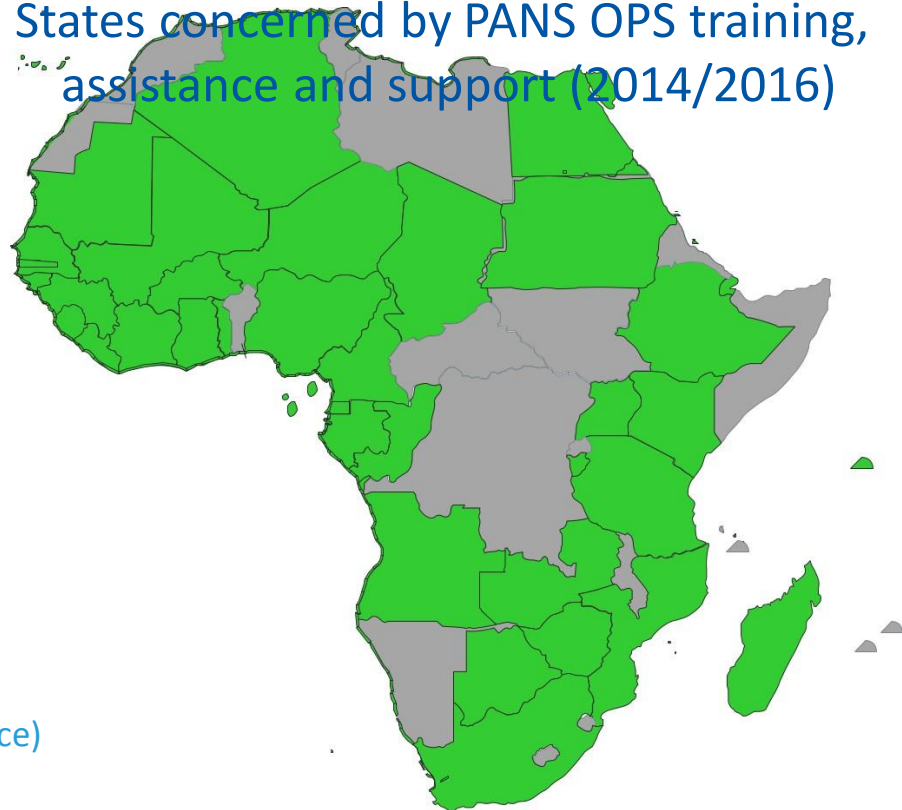 States concerned by PANS OPS training,
assistance and support (2014/2016)
ce)